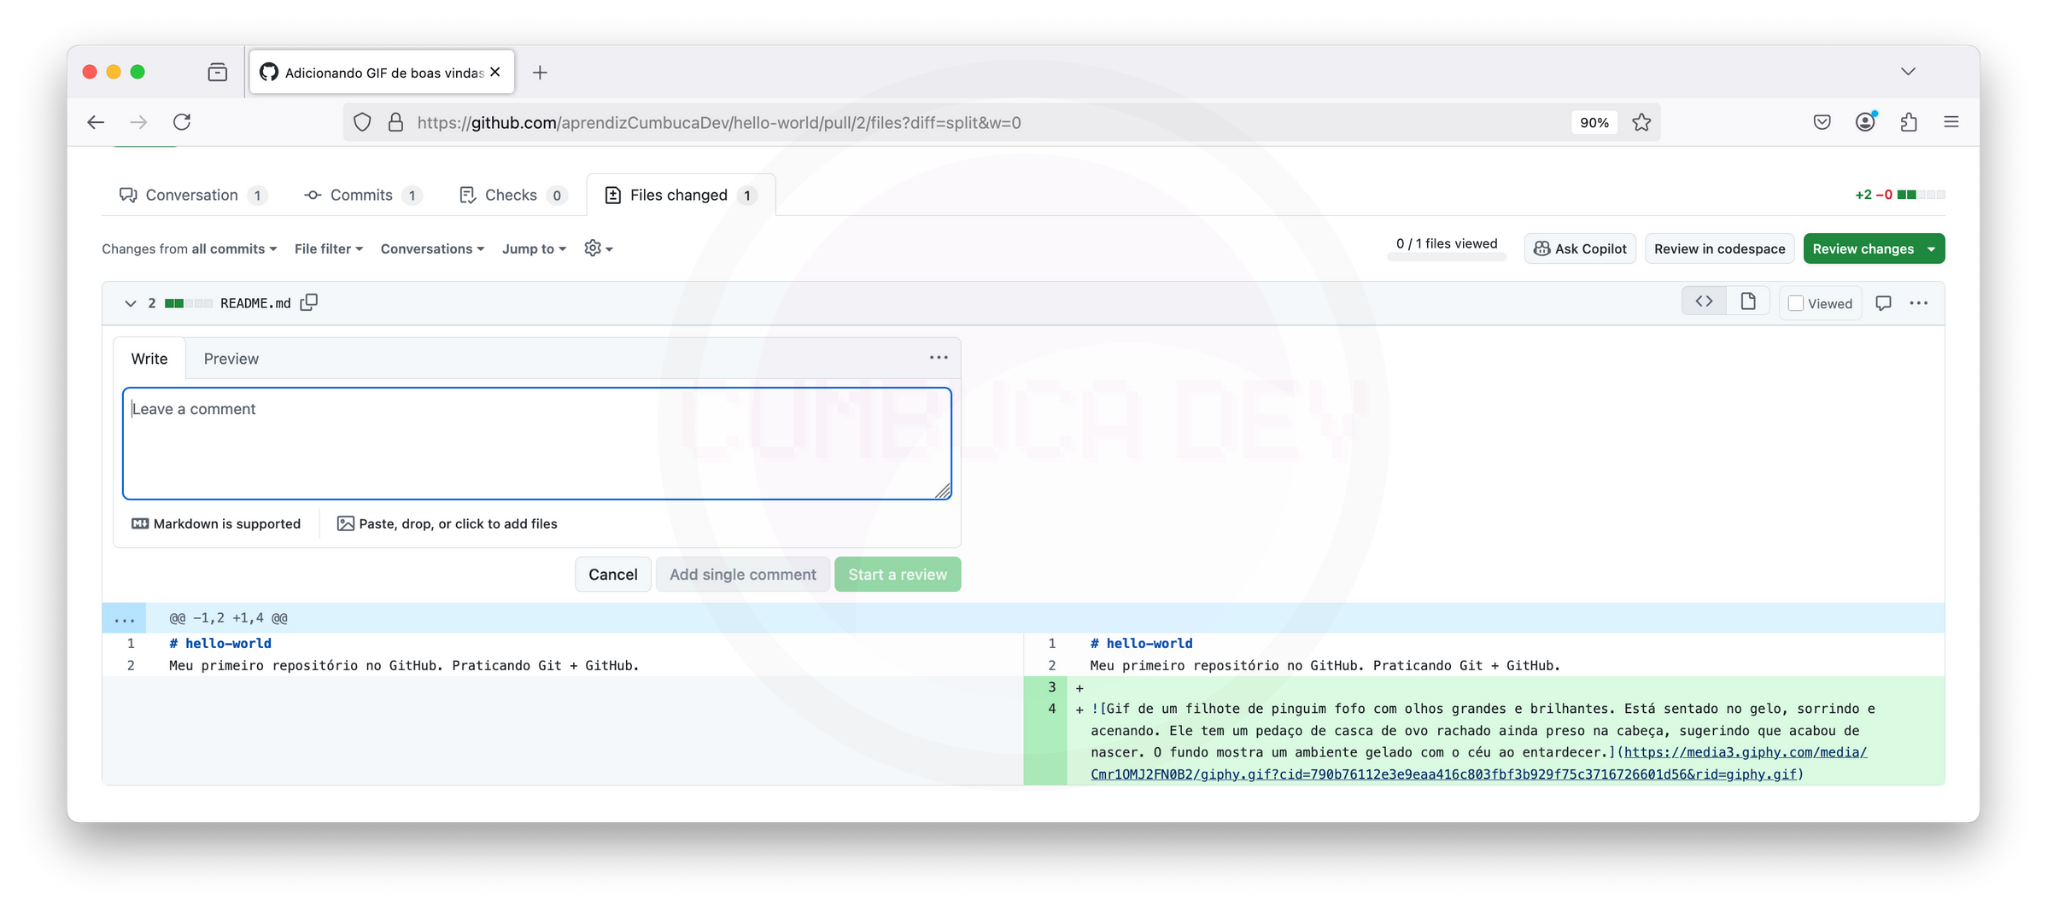 Adicionando GIF de boas vindas
https://github.com/aprendizCumbucaDev/hello-world/pull/2/files?diff=split&w=0
90%
Conversation 1
Commits 1
Checks 0
Files changed 1
+2 −0
Changes from all commits
File filter
Conversations
Jump to
0 / 1 files viewed
Ask Copilot
Review in codespace
Review changes
2
README.md
Viewed
Write
Preview
Leave a comment
Markdown is supported
Paste, drop, or click to add files
Cancel
Add single comment
Start a review
CUMBUCA DEV
@@ −1,2 +1,4 @@
1 # hello−world
2 Meu primeiro repositório no GitHub. Praticando Git + GitHub.
1 # hello−world
2 Meu primeiro repositório no GitHub. Praticando Git + GitHub.
3 +
4 + ![Gif de um filhote de pinguim fofo com olhos grandes e brilhantes. Está sentado no gelo, sorrindo e
acenando. Ele tem um pedaço de casca de ovo rachado ainda preso na cabeça, sugerindo que acabou de
nascer. O fundo mostra um ambiente gelado com o céu ao entardecer.](https://media3.giphy.com/media/
Cmr1OMJ2FN0B2/giphy.gif?cid=790b76112e3e9eaa416c803fbf3b929f75c3716726601d56&rid=giphy.gif)